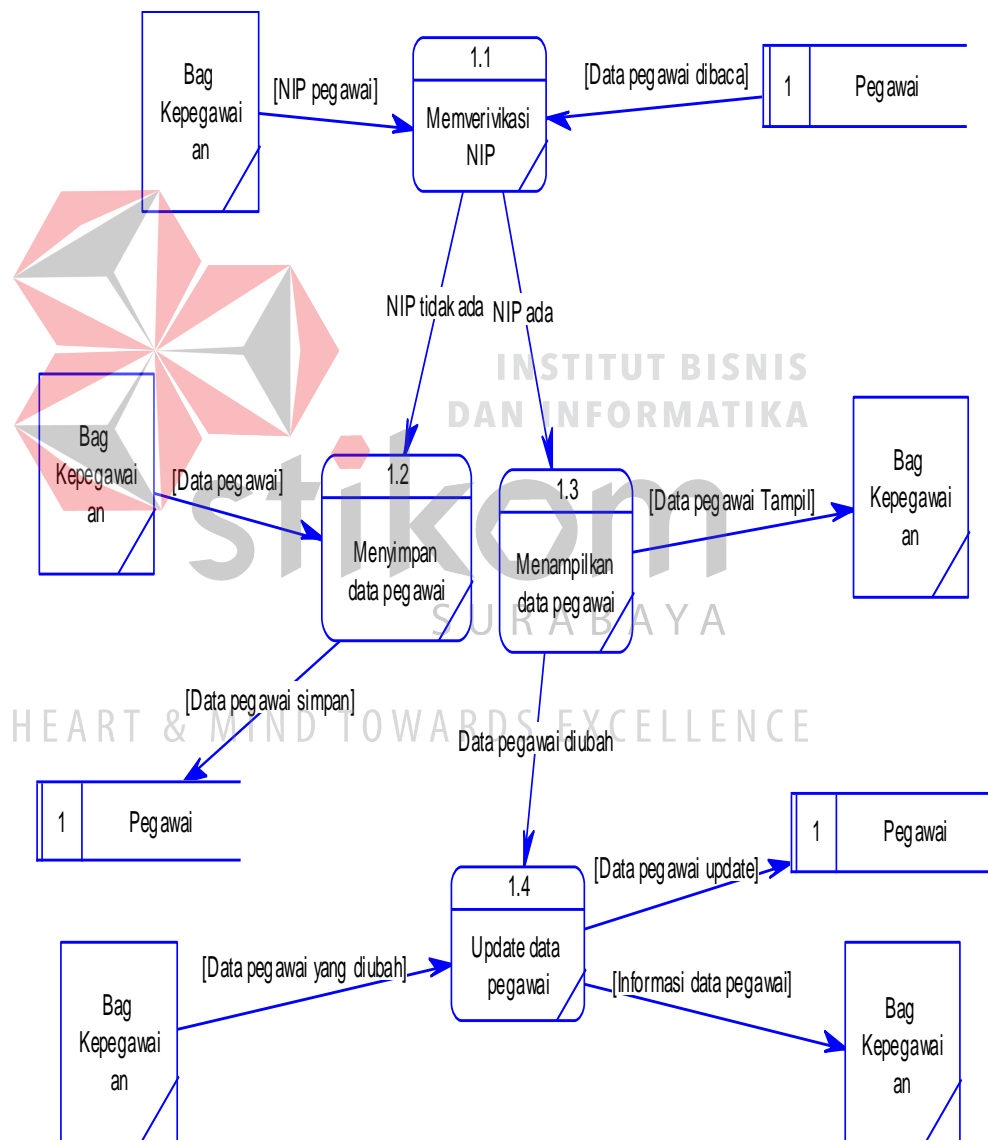 Bag
Kepegawai
an
[NIP pegawai]
1.1
Memverivikasi
NIP
[Data pegawai dibaca]
1
Pegawai
NIP tidak ada
NIP ada
INSTITUT BISNIS
DAN INFORMATIKA
stikom
SURABAYA
Bag
Kepegawai
an
[Data pegawai]
1.2
Menyimpan
data pegawai
1.3
Menampilkan
data pegawai
[Data pegawai Tampil]
Bag
Kepegawai
an
[Data pegawai simpan]
HEART & MIND TOWARDS EXCELLENCE
Data pegawai diubah
1
Pegawai
1
Pegawai
1.4
Update data
pegawai
[Data pegawai update]
Bag
Kepegawai
an
[Data pegawai yang diubah]
[Informasi data pegawai]
Bag
Kepegawai
an